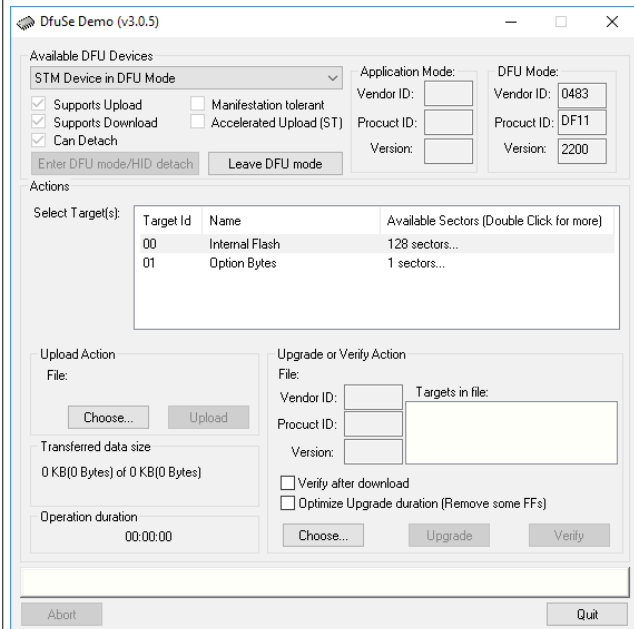 DfuSe Demo (v3.0.5)
Available DFU Devices
STM Device in DFU Mode
Supports Upload
Manifestation tolerant
Supports Download
Accelerated Upload (ST)
Can Detach
Enter DFU mode/HID detach
Leave DFU mode
Application Mode:
Vendor ID:
Procuct ID:
Version:
DFU Mode:
Vendor ID: 0483
Procuct ID: DF11
Version: 2200
Actions
Select Target(s):
Target Id Name Available Sectors (Double Click for more)
00 Internal Flash 128 sectors...
01 Option Bytes 1 sectors...
Upload Action
File:
Choose... Upload
Transferred data size
0 KB(0 Bytes) of 0 KB(0 Bytes)
Operation duration
00:00:00
Upgrade or Verify Action
File:
Vendor ID:
Procuct ID:
Version:
Targets in file:
Verify after download
Optimize Upgrade duration (Remove some FFs)
Choose... Upgrade Verify
Abort Quit